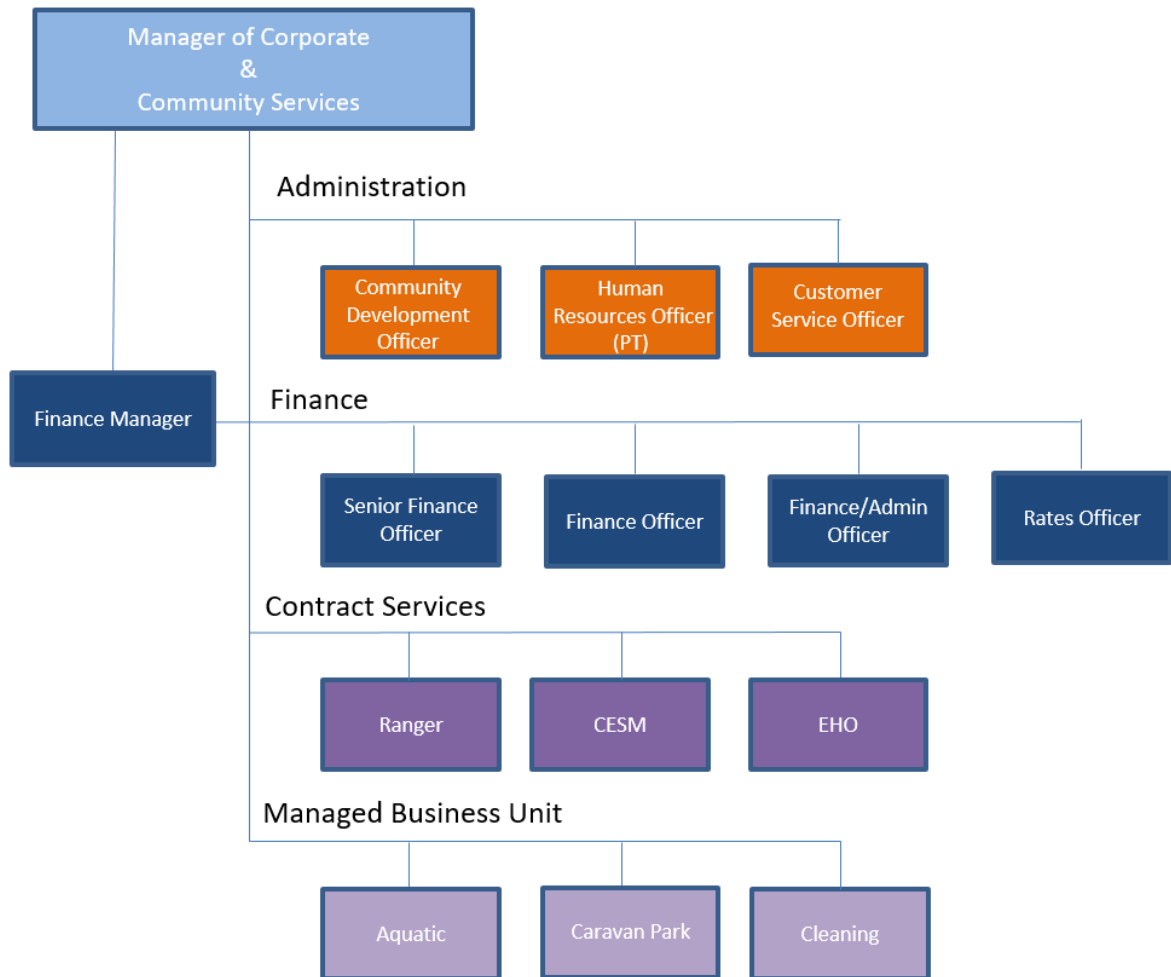 Manager of Corporate
&
Community Services
Administration
Community
Development
Officer
Human
Resources Officer
(PT)
Customer
Service Officer
Finance Manager
Finance
Senior Finance
Officer
Finance Officer
Finance/Admin
Officer
Rates Officer
Contract Services
Ranger
CESM
EHO
Managed Business Unit
Aquatic
Caravan Park
Cleaning